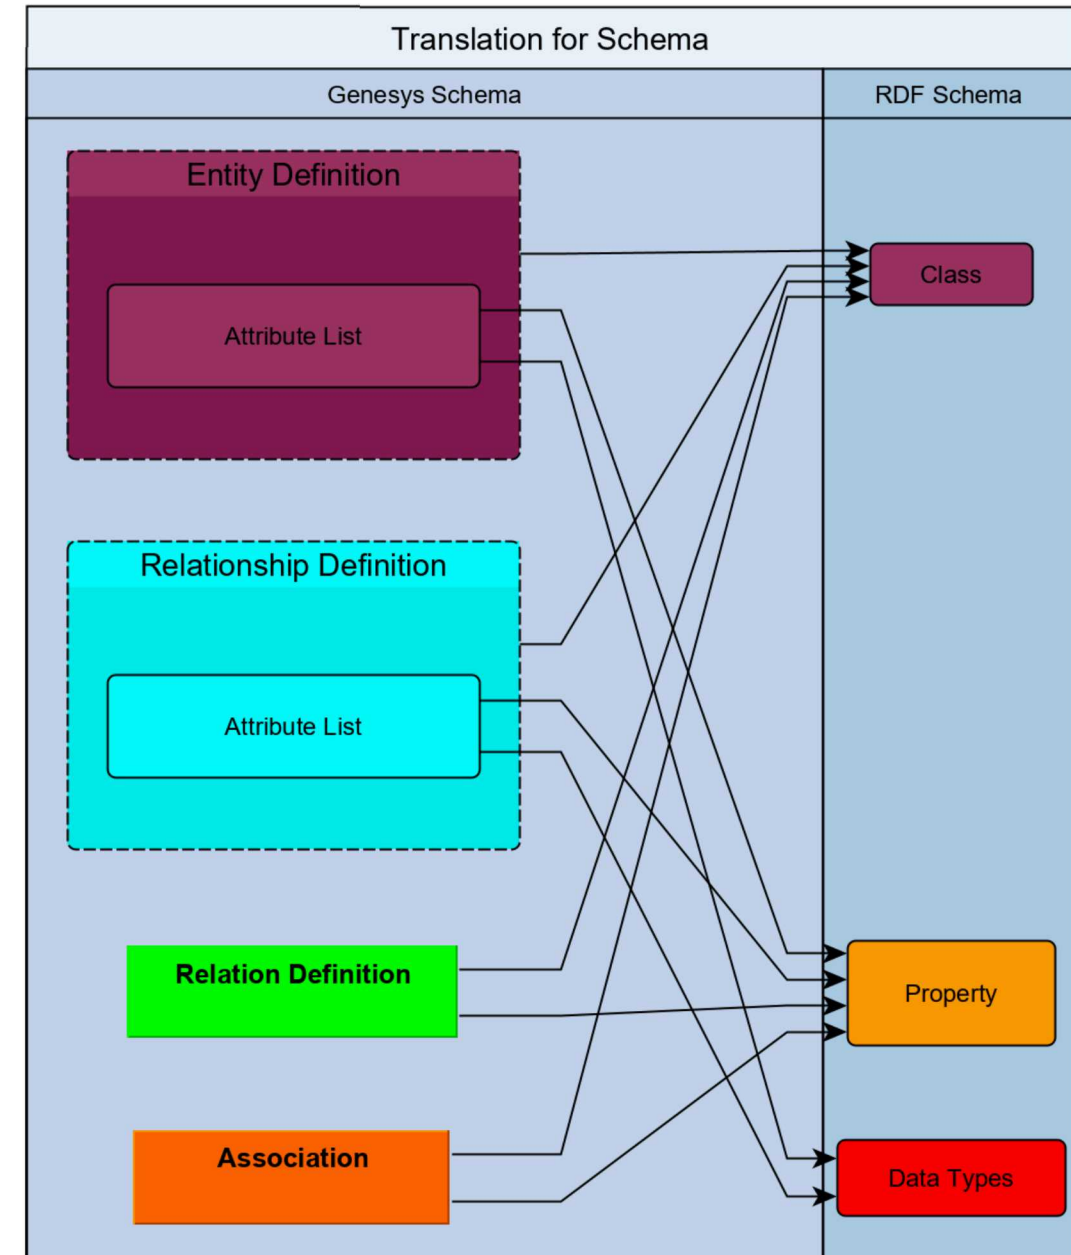 Translation for Schema
Genesys Schema
RDF Schema
Entity Definition
Class
Attribute List
Relationship Definition
Attribute List
Relation Definition
Property
Association
Data Types